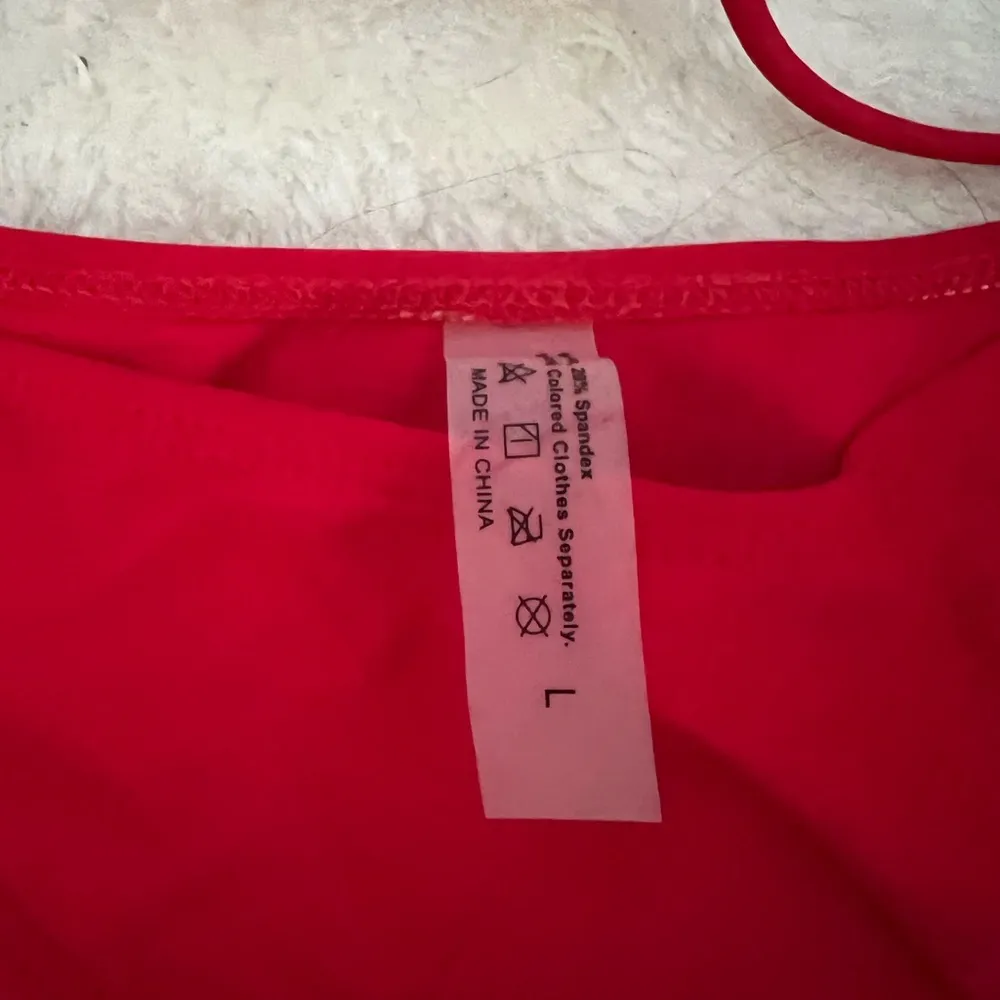 20% Spandex
Colored Clothes Separately.
L
MADE IN CHINA